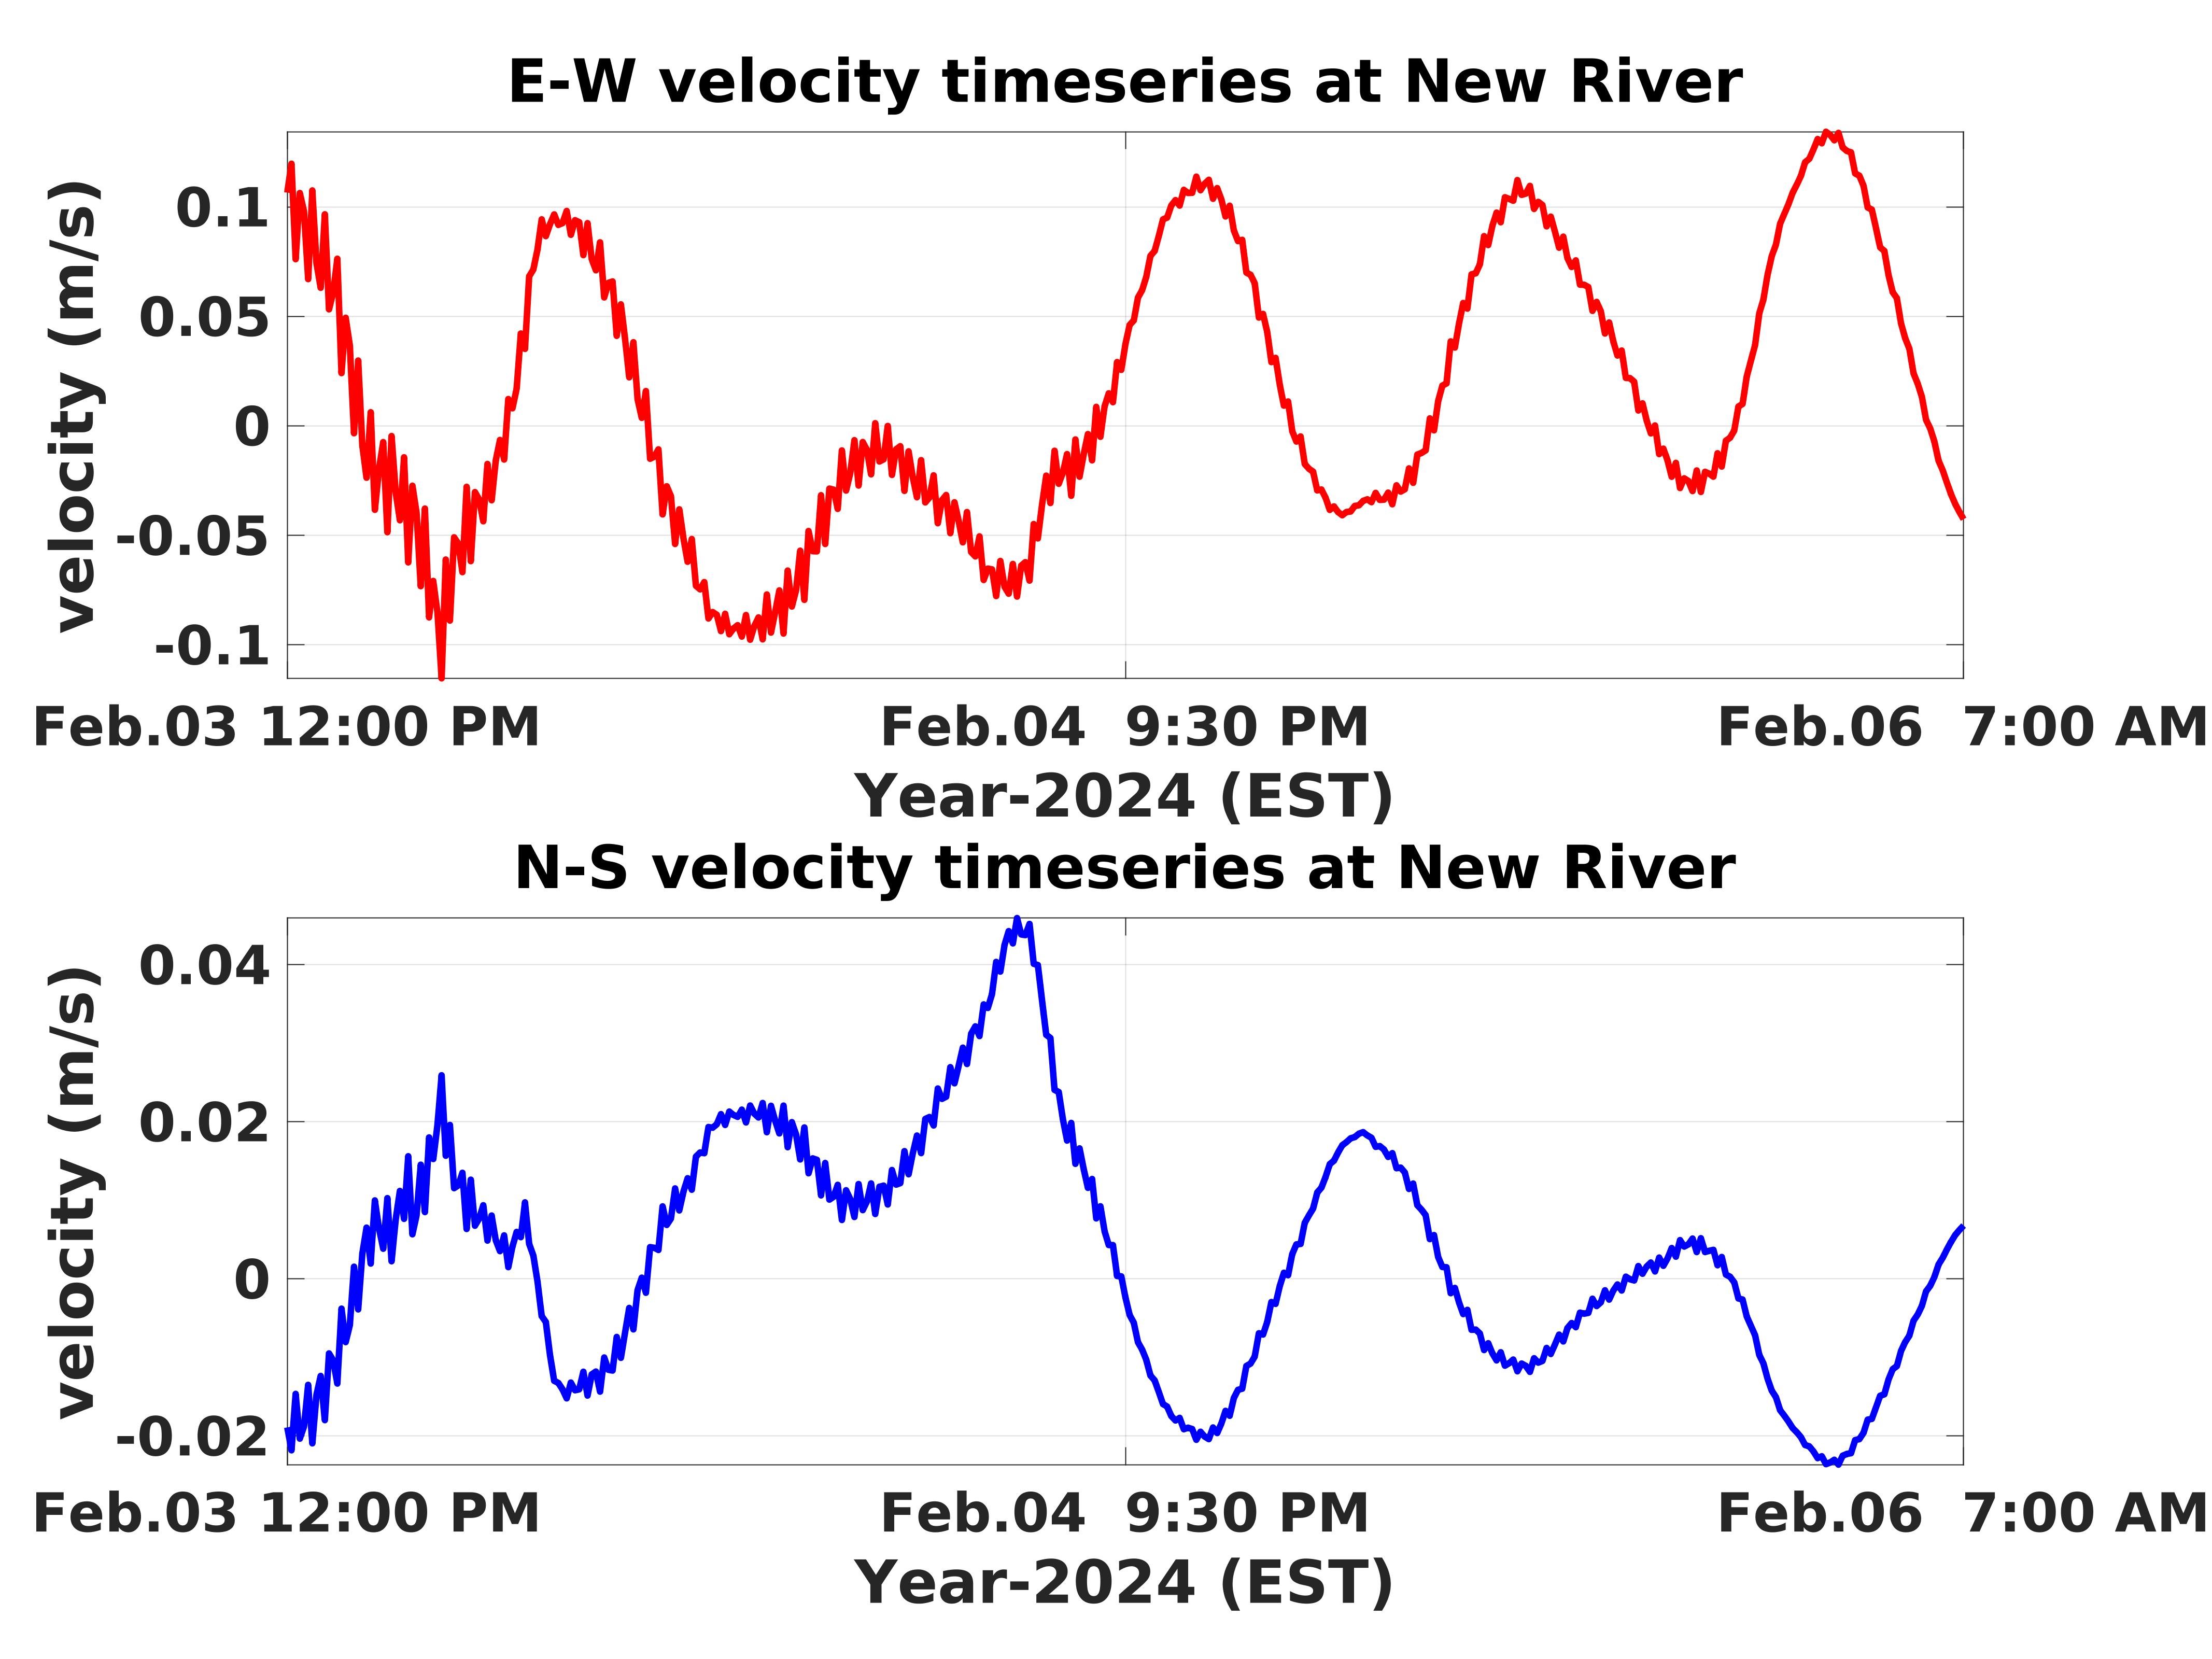 E-W velocity timeseries at New River
velocity (m/s)
0.1
0.05
0
-0.05
-0.1
Feb.03 12:00 PM
Feb.04 9:30 PM
Feb.06 7:00 AM
Year-2024 (EST)
N-S velocity timeseries at New River
velocity (m/s)
0.04
0.02
0
-0.02
Feb.03 12:00 PM
Feb.04 9:30 PM
Feb.06 7:00 AM
Year-2024 (EST)